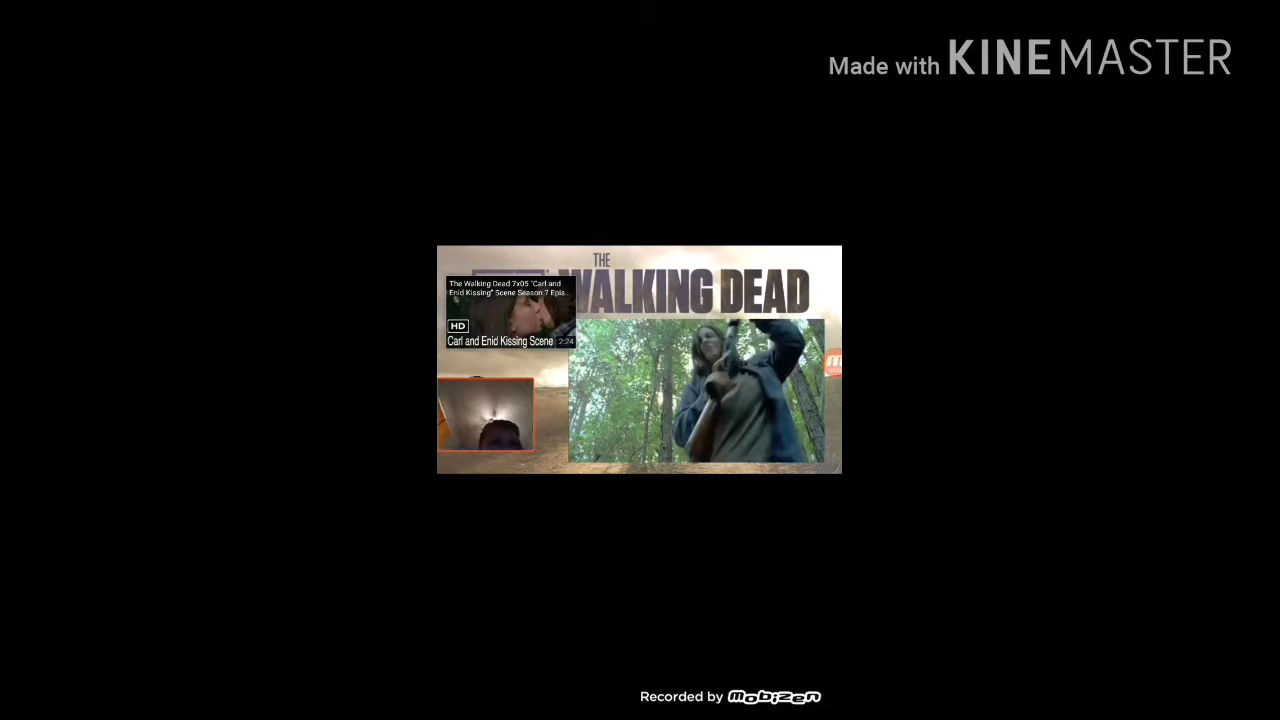 Made with KINEMASTER
THE
WALKING DEAD
The Walking Dead 7x05 "Carl and
Enid Kissing" Scene Season 7 Epis..
HD
Carl and Enid Kissing Scene 2:24
Recorded by mobizen